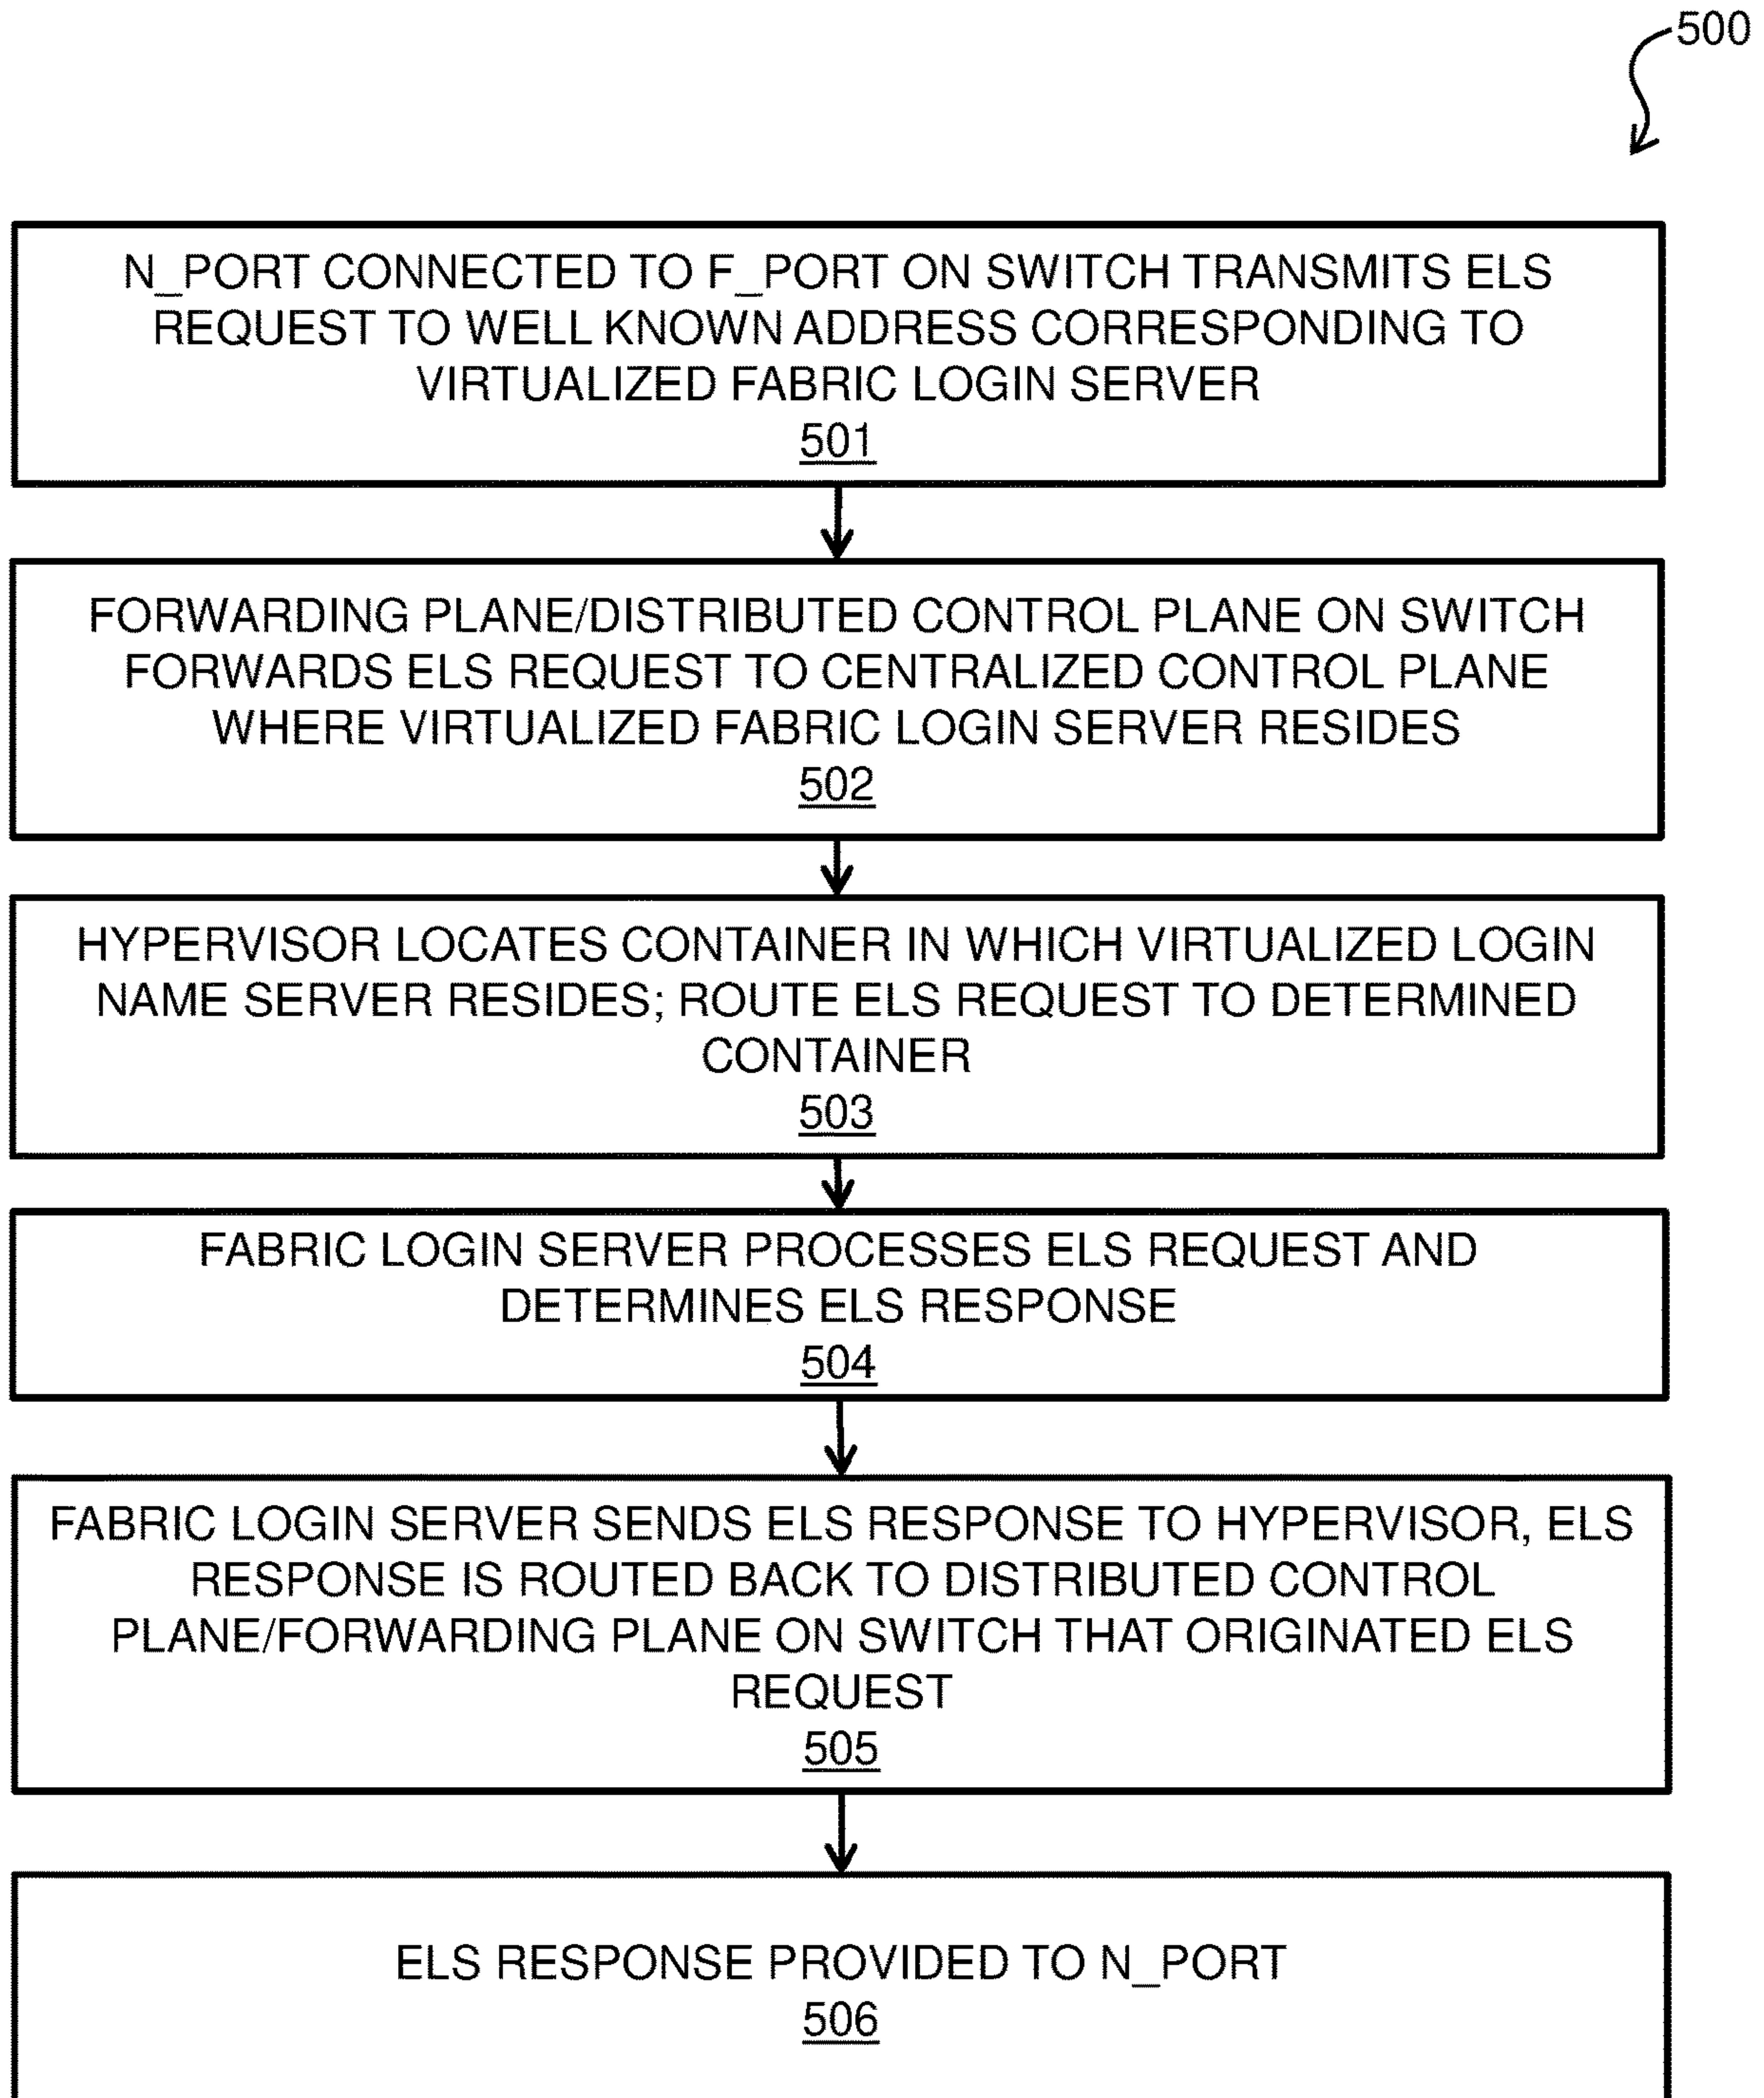 500
N_PORT CONNECTED TO F_PORT ON SWITCH TRANSMITS ELS
REQUEST TO WELL KNOWN ADDRESS CORRESPONDING TO
VIRTUALIZED FABRIC LOGIN SERVER
501
FORWARDING PLANE/DISTRIBUTED CONTROL PLANE ON SWITCH
FORWARDS ELS REQUEST TO CENTRALIZED CONTROL PLANE
WHERE VIRTUALIZED FABRIC LOGIN SERVER RESIDES
502
HYPERVISOR LOCATES CONTAINER IN WHICH VIRTUALIZED LOGIN
NAME SERVER RESIDES; ROUTE ELS REQUEST TO DETERMINED
CONTAINER
503
FABRIC LOGIN SERVER PROCESSES ELS REQUEST AND
DETERMINES ELS RESPONSE
504
FABRIC LOGIN SERVER SENDS ELS RESPONSE TO HYPERVISOR, ELS
RESPONSE IS ROUTED BACK TO DISTRIBUTED CONTROL
PLANE/FORWARDING PLANE ON SWITCH THAT ORIGINATED ELS
REQUEST
505
ELS RESPONSE PROVIDED TO N_PORT
506